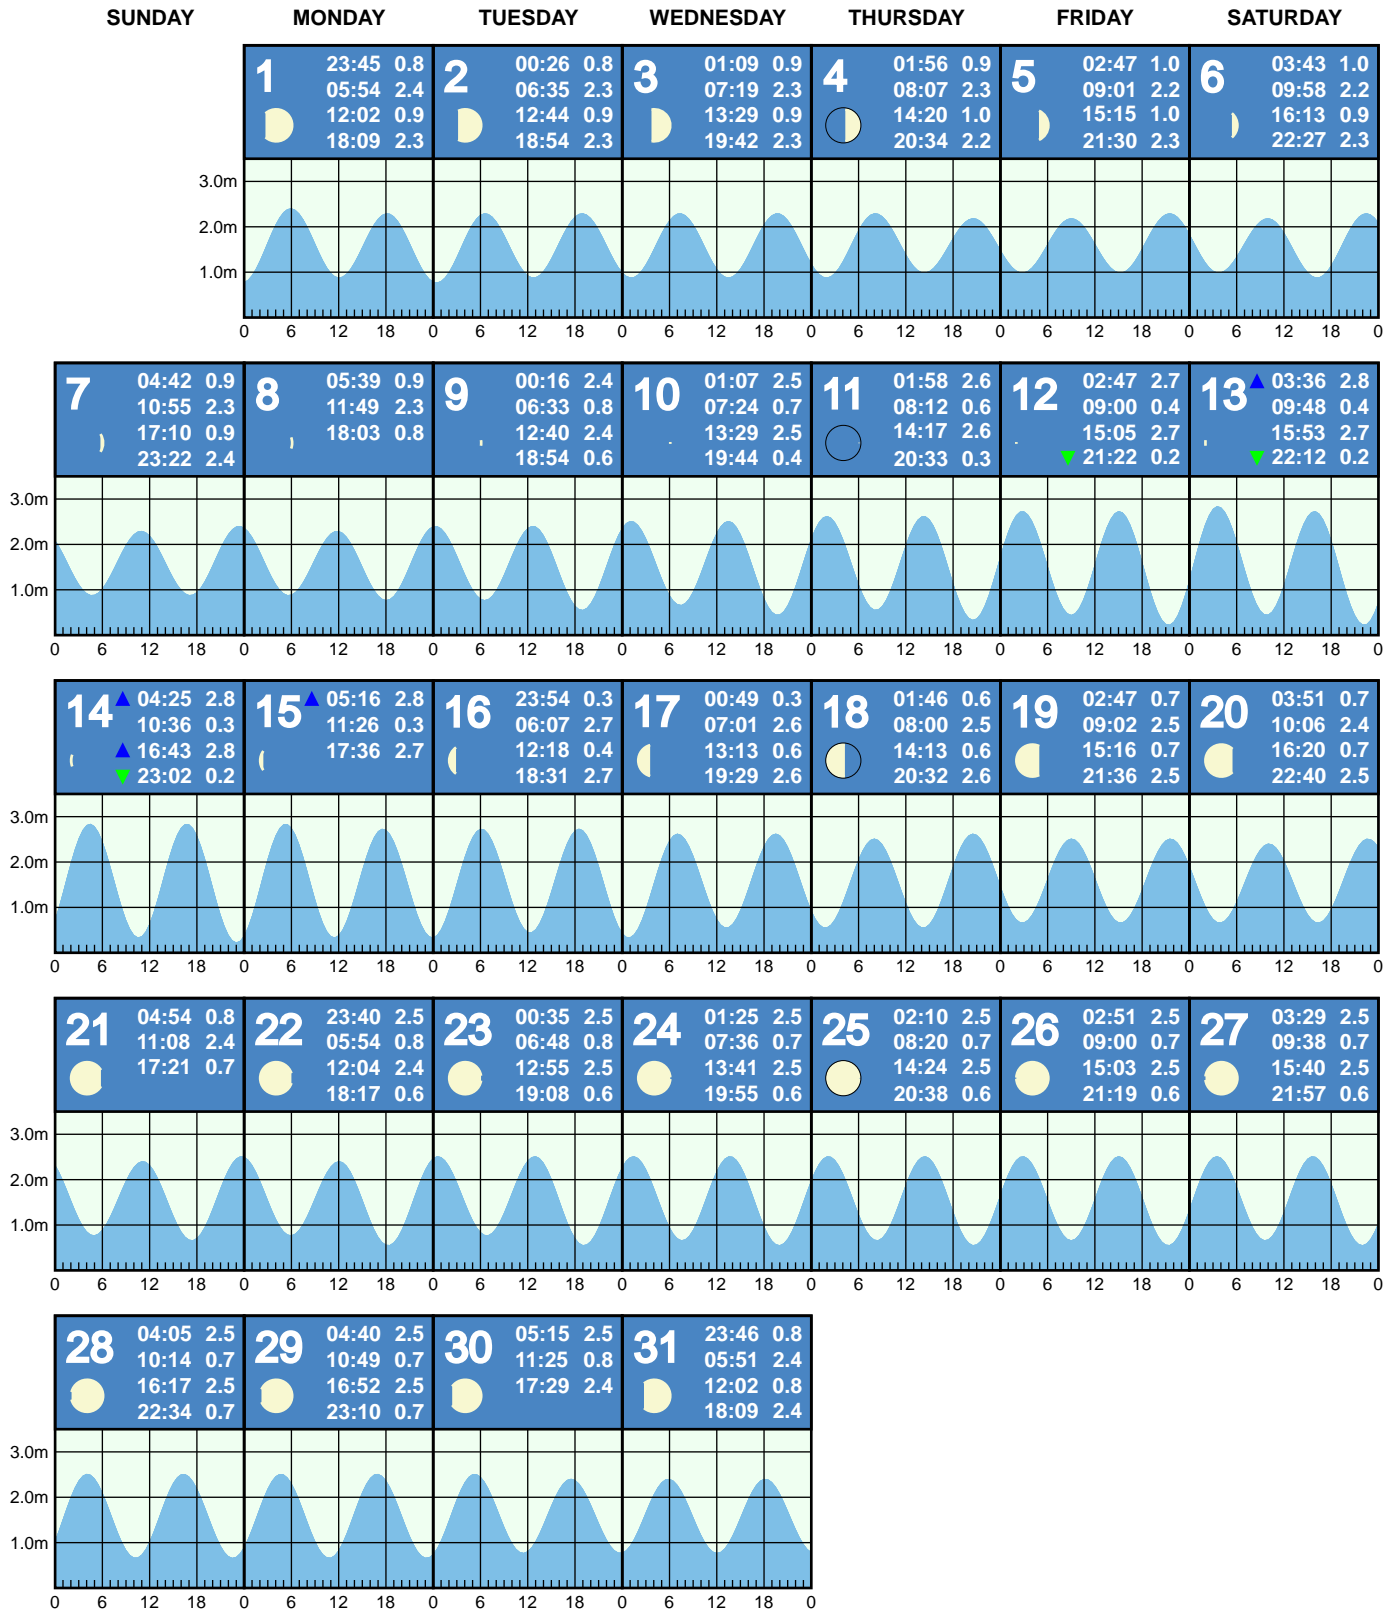 SUNDAY MONDAY TUESDAY WEDNESDAY THURSDAY FRIDAY SATURDAY
1 23:45 0.8
05:54 2.4
12:02 0.9
18:09 2.3
2 00:26 0.8
06:35 2.3
12:44 0.9
18:54 2.3
3 01:09 0.9
07:19 2.3
13:29 0.9
19:42 2.3
4 01:56 0.9
08:07 2.3
14:20 1.0
20:34 2.2
5 02:47 1.0
09:01 2.2
15:15 1.0
21:30 2.3
6 03:43 1.0
09:58 2.2
16:13 0.9
22:27 2.3
3.0m
2.0m
1.0m
0 6 12 18 0 6 12 18 0 6 12 18 0 6 12 18 0 6 12 18 0 6 12 18 0
7 04:42 0.9
10:55 2.3
17:10 0.9
23:22 2.4
8 05:39 0.9
11:49 2.3
18:03 0.8
9 00:16 2.4
06:33 0.8
12:40 2.4
18:54 0.6
10 01:07 2.5
07:24 0.7
13:29 2.5
19:44 0.4
11 01:58 2.6
08:12 0.6
14:17 2.6
20:33 0.3
12 02:47 2.7
09:00 0.4
15:05 2.7
21:22 0.2
13 03:36 2.8
09:48 0.4
15:53 2.7
22:12 0.2
3.0m
2.0m
1.0m
0 6 12 18 0 6 12 18 0 6 12 18 0 6 12 18 0 6 12 18 0 6 12 18 0 6 12 18 0
14 04:25 2.8
10:36 0.3
16:43 2.8
23:02 0.2
15 05:16 2.8
11:26 0.3
17:36 2.7
16 23:54 0.3
06:07 2.7
12:18 0.4
18:31 2.7
17 00:49 0.3
07:01 2.6
13:13 0.6
19:29 2.6
18 01:46 0.6
08:00 2.5
14:13 0.6
20:32 2.6
19 02:47 0.7
09:02 2.5
15:16 0.7
21:36 2.5
20 03:51 0.7
10:06 2.4
16:20 0.7
22:40 2.5
3.0m
2.0m
1.0m
0 6 12 18 0 6 12 18 0 6 12 18 0 6 12 18 0 6 12 18 0 6 12 18 0 6 12 18 0
21 04:54 0.8
11:08 2.4
17:21 0.7
22 23:40 2.5
05:54 0.8
12:04 2.4
18:17 0.6
23 00:35 2.5
06:48 0.8
12:55 2.5
19:08 0.6
24 01:25 2.5
07:36 0.7
13:41 2.5
19:55 0.6
25 02:10 2.5
08:20 0.7
14:24 2.5
20:38 0.6
26 02:51 2.5
09:00 0.7
15:03 2.5
21:19 0.6
27 03:29 2.5
09:38 0.7
15:40 2.5
21:57 0.6
3.0m
2.0m
1.0m
0 6 12 18 0 6 12 18 0 6 12 18 0 6 12 18 0 6 12 18 0 6 12 18 0 6 12 18 0
28 04:05 2.5
10:14 0.7
16:17 2.5
22:34 0.7
29 04:40 2.5
10:49 0.7
16:52 2.5
23:10 0.7
30 05:15 2.5
11:25 0.8
17:29 2.4
31 23:46 0.8
05:51 2.4
12:02 0.8
18:09 2.4
3.0m
2.0m
1.0m
0 6 12 18 0 6 12 18 0 6 12 18 0 6 12 18 0